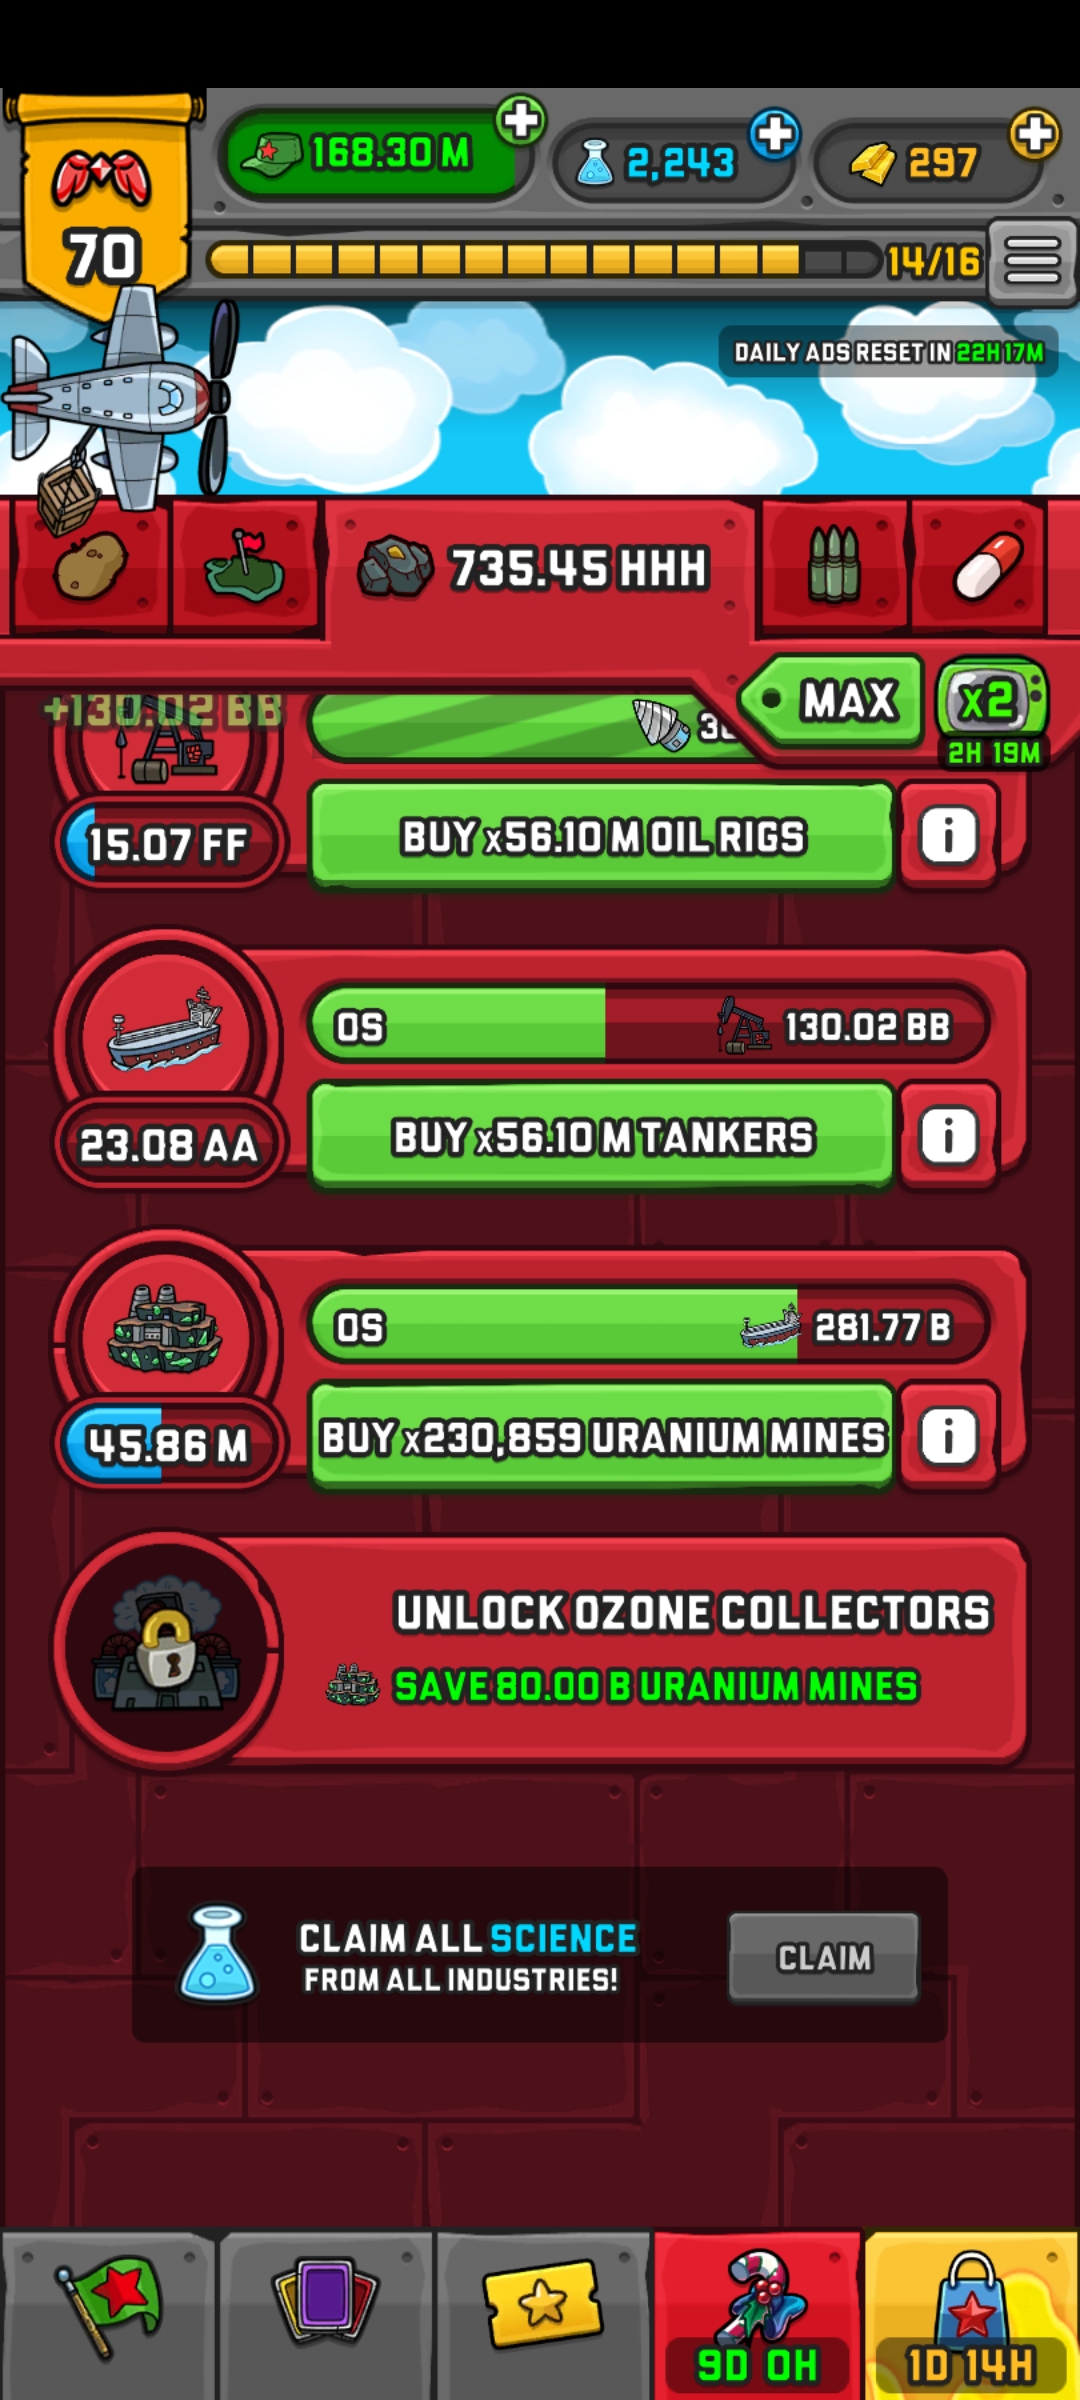 168.30 M
2,243
297
70
14/16
DAILY ADS RESET IN 22H 17M
735.45 HHH
MAX
x2
2H 19M
+130.02 BB
15.07 FF
BUY x56.10 M OIL RIGS
i
0S
130.02 BB
23.08 AA
BUY x56.10 M TANKERS
i
0S
281.77 B
45.86 M
BUY x230,859 URANIUM MINES
i
UNLOCK OZONE COLLECTORS
SAVE 80.00 B URANIUM MINES
CLAIM ALL SCIENCE
FROM ALL INDUSTRIES!
CLAIM
9D 0H
1D 14H